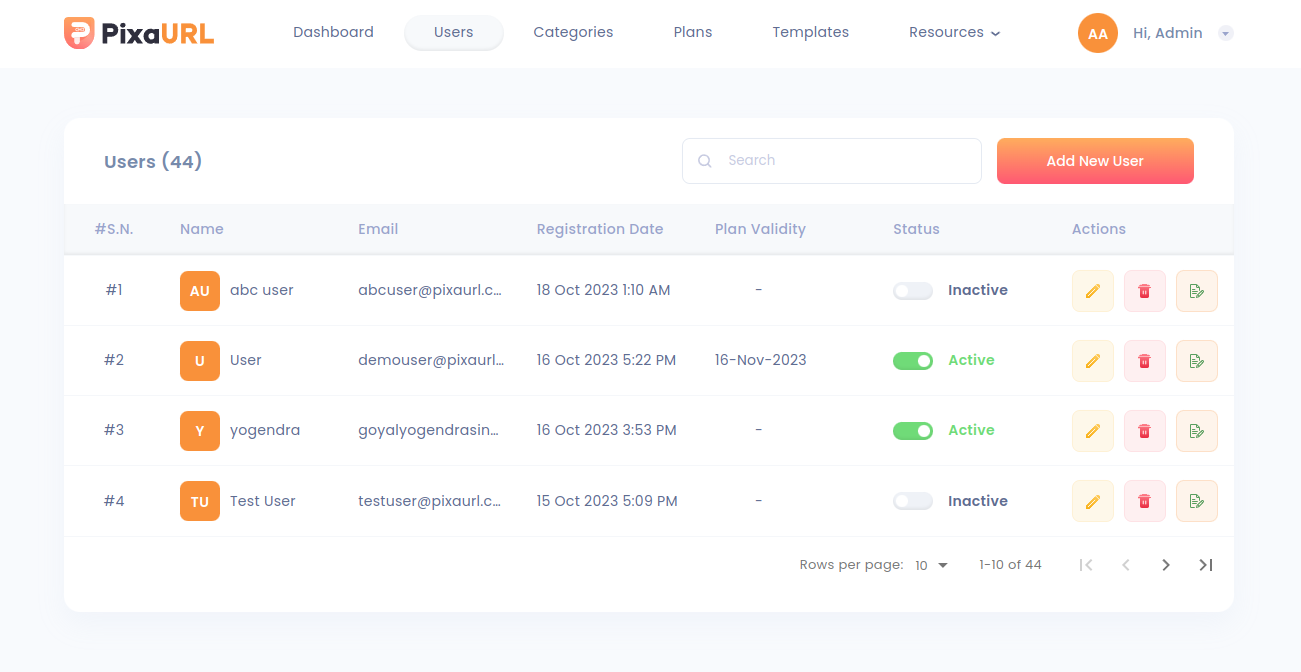 PixaURL Dashboard Users Categories Plans Templates Resources AA Hi, Admin
Users (44) Search Add New User
#S.N. Name Email Registration Date Plan Validity Status Actions
#1 AU abc user abcuser@pixaurl.c... 18 Oct 2023 1:10 AM - Inactive
#2 U User demouser@pixaurl... 16 Oct 2023 5:22 PM 16-Nov-2023 Active
#3 Y yogendra goyalyogendrasin... 16 Oct 2023 3:53 PM - Active
#4 TU Test User testuser@pixaurl.c... 15 Oct 2023 5:09 PM - Inactive
Rows per page: 10 1-10 of 44